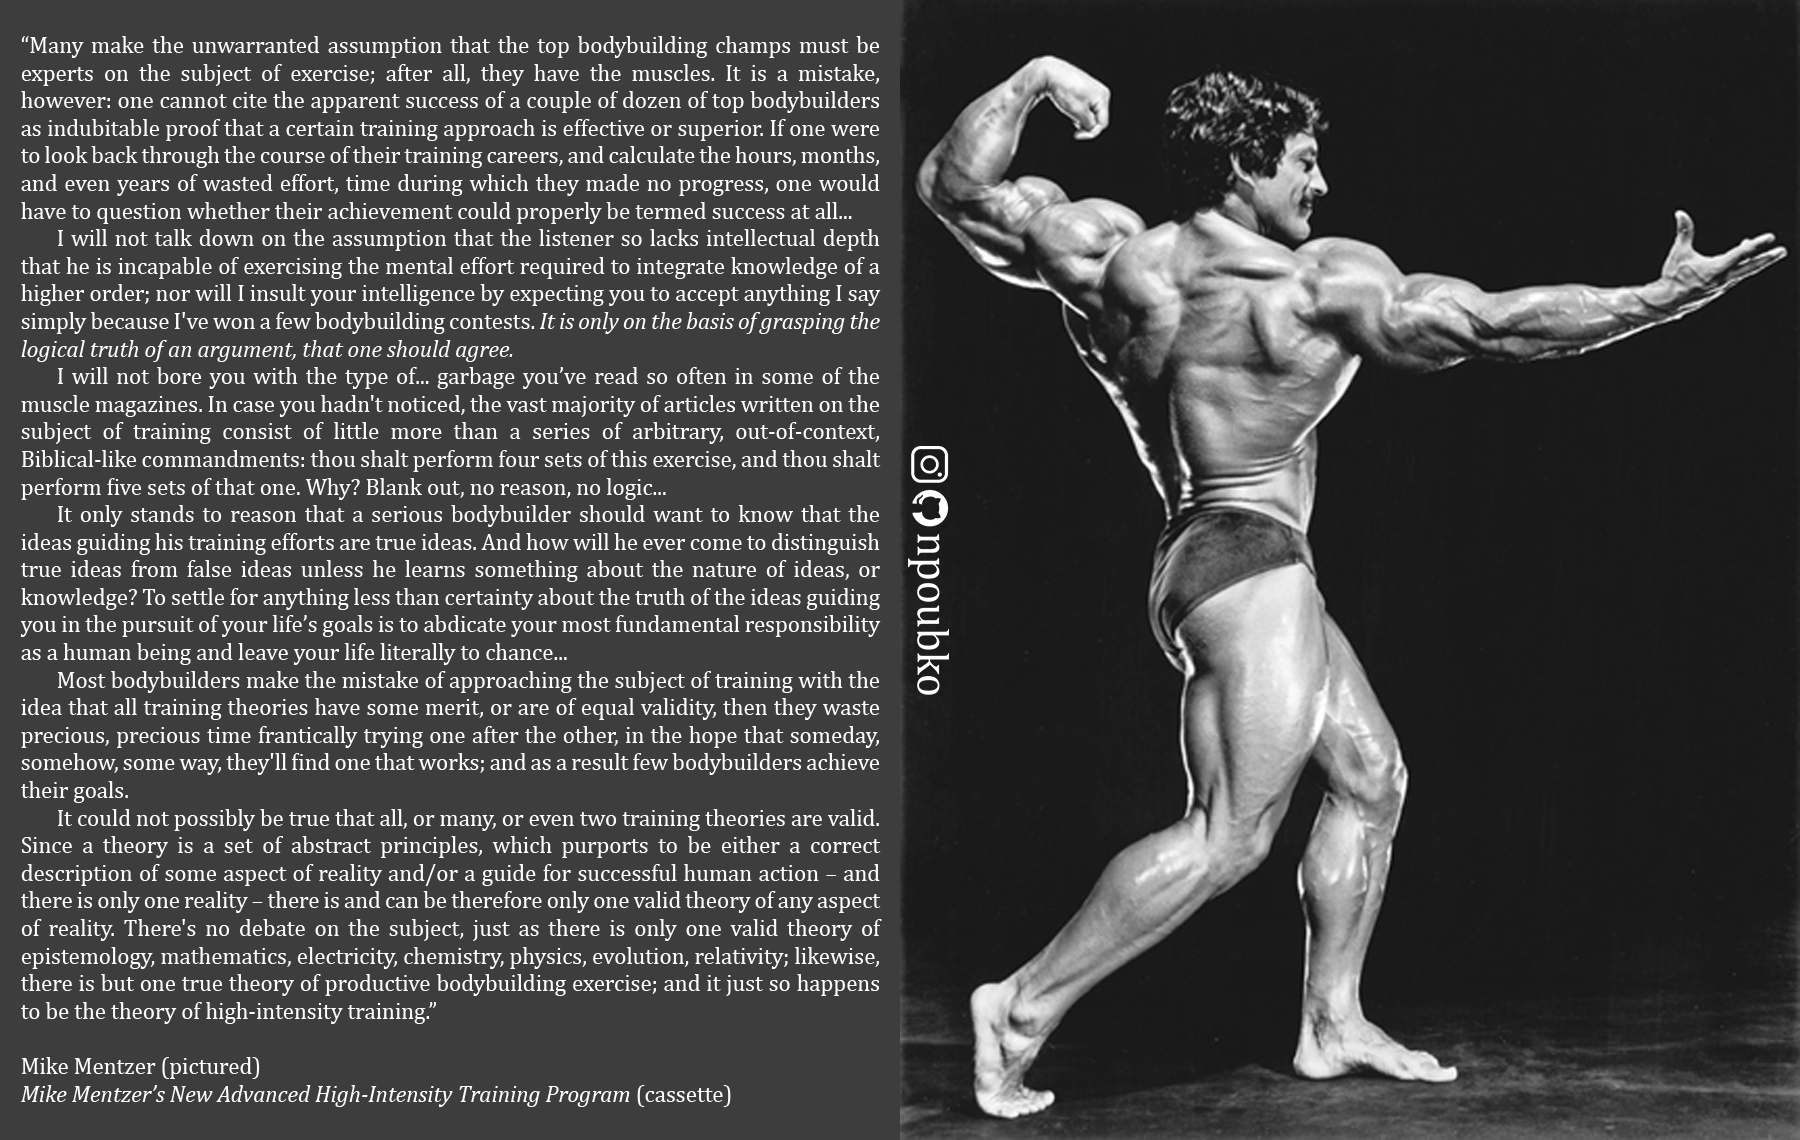 “Many make the unwarranted assumption that the top bodybuilding champs must be
experts on the subject of exercise; after all, they have the muscles. It is a mistake,
however: one cannot cite the apparent success of a couple of dozen of top bodybuilders
as indubitable proof that a certain training approach is effective or superior. If one were
to look back through the course of their training careers, and calculate the hours, months,
and even years of wasted effort, time during which they made no progress, one would
have to question whether their achievement could properly be termed success at all...
I will not talk down on the assumption that the listener so lacks intellectual depth
that he is incapable of exercising the mental effort required to integrate knowledge of a
higher order; nor will I insult your intelligence by expecting you to accept anything I say
simply because I've won a few bodybuilding contests. It is only on the basis of grasping the
logical truth of an argument, that one should agree.
I will not bore you with the type of... garbage you’ve read so often in some of the
muscle magazines. In case you hadn't noticed, the vast majority of articles written on the
subject of training consist of little more than a series of arbitrary, out-of-context,
Biblical-like commandments: thou shalt perform four sets of this exercise, and thou shalt
perform five sets of that one. Why? Blank out, no reason, no logic...
It only stands to reason that a serious bodybuilder should want to know that the
ideas guiding his training efforts are true ideas. And how will he ever come to distinguish
true ideas from false ideas unless he learns something about the nature of ideas, or
knowledge? To settle for anything less than certainty about the truth of the ideas guiding
you in the pursuit of your life’s goals is to abdicate your most fundamental responsibility
as a human being and leave your life literally to chance...
Most bodybuilders make the mistake of approaching the subject of training with the
idea that all training theories have some merit, or are of equal validity, then they waste
precious, precious time frantically trying one after the other, in the hope that someday,
somehow, some way, they'll find one that works; and as a result few bodybuilders achieve
their goals.
It could not possibly be true that all, or many, or even two training theories are valid.
Since a theory is a set of abstract principles, which purports to be either a correct
description of some aspect of reality and/or a guide for successful human action – and
there is only one reality – there is and can be therefore only one valid theory of any aspect
of reality. There's no debate on the subject, just as there is only one valid theory of
epistemology, mathematics, electricity, chemistry, physics, evolution, relativity; likewise,
there is but one true theory of productive bodybuilding exercise; and it just so happens
to be the theory of high-intensity training.”
Mike Mentzer (pictured)
Mike Mentzer’s New Advanced High-Intensity Training Program (cassette)
npoubko